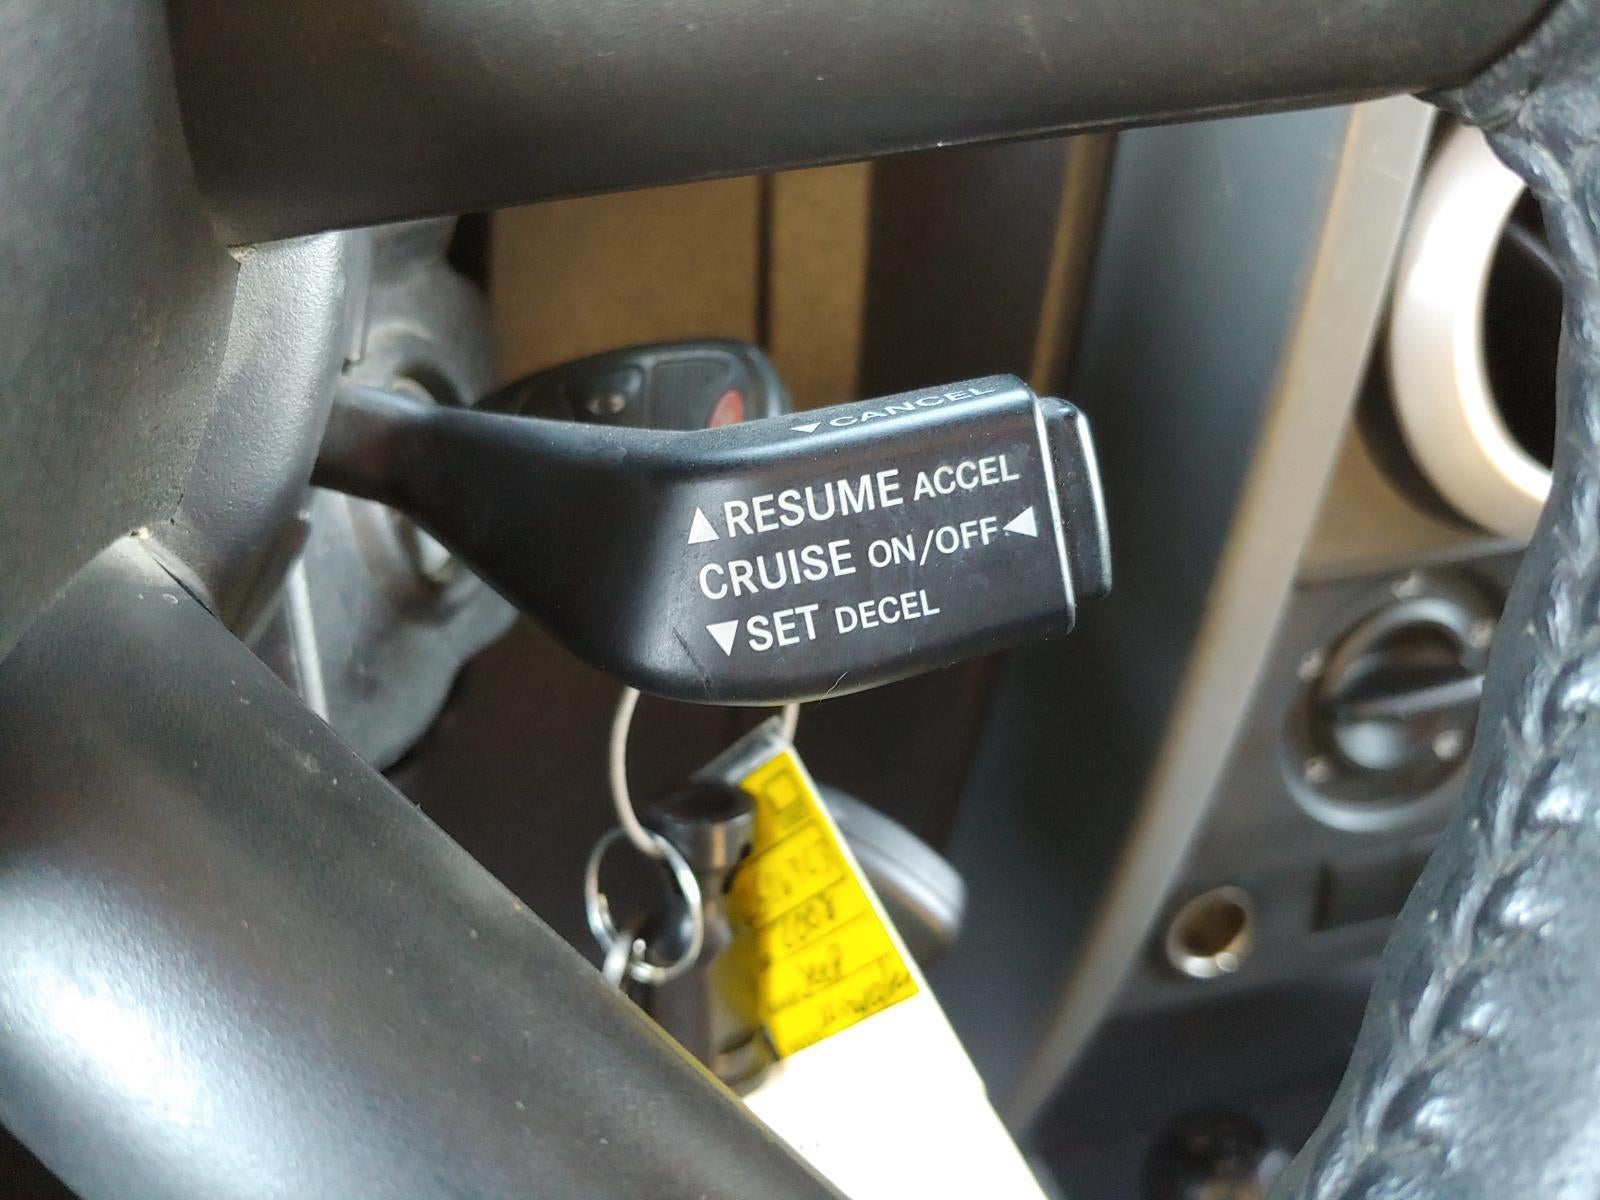 ▼CANCEL
▲RESUME ACCEL
CRUISE ON/OFF◀
▼SET DECEL